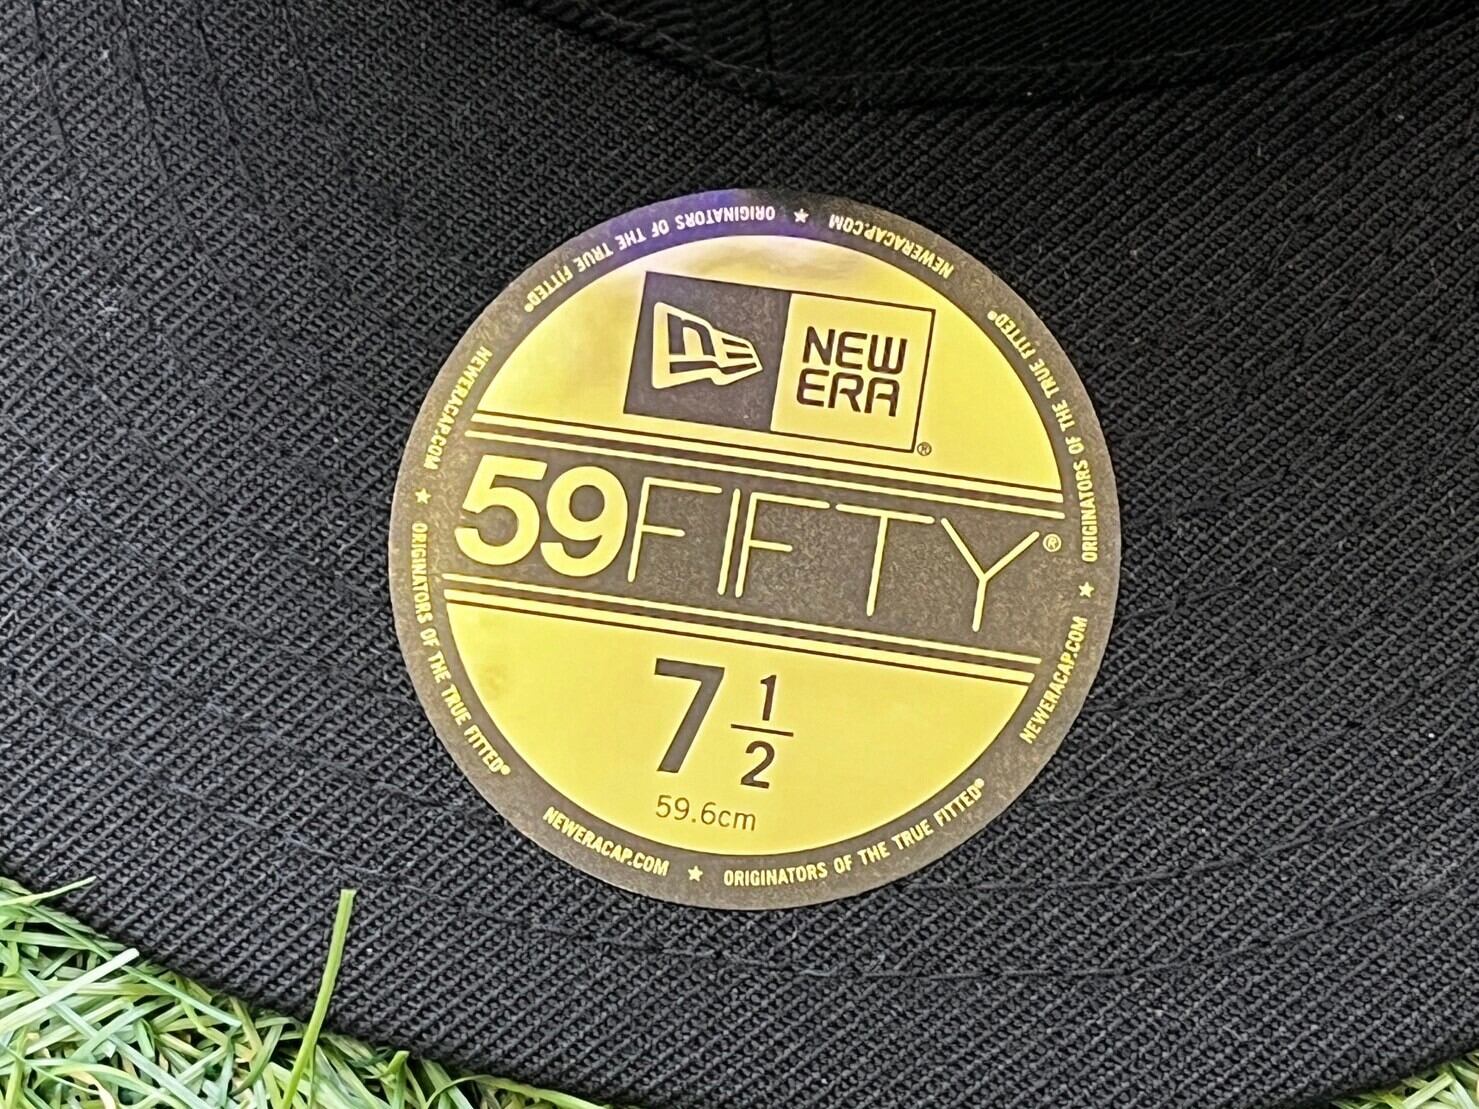 NEW
ERA®
59FIFTY®
7 1/2
59.6cm
NEWERACAP.COM ★ ORIGINATORS OF THE TRUE FITTED®
NEWERACAP.COM ★ ORIGINATORS OF THE TRUE FITTED®
NEWERACAP.COM ★ ORIGINATORS OF THE TRUE FITTED®
NEWERACAP.COM ★ ORIGINATORS OF THE TRUE FITTED®